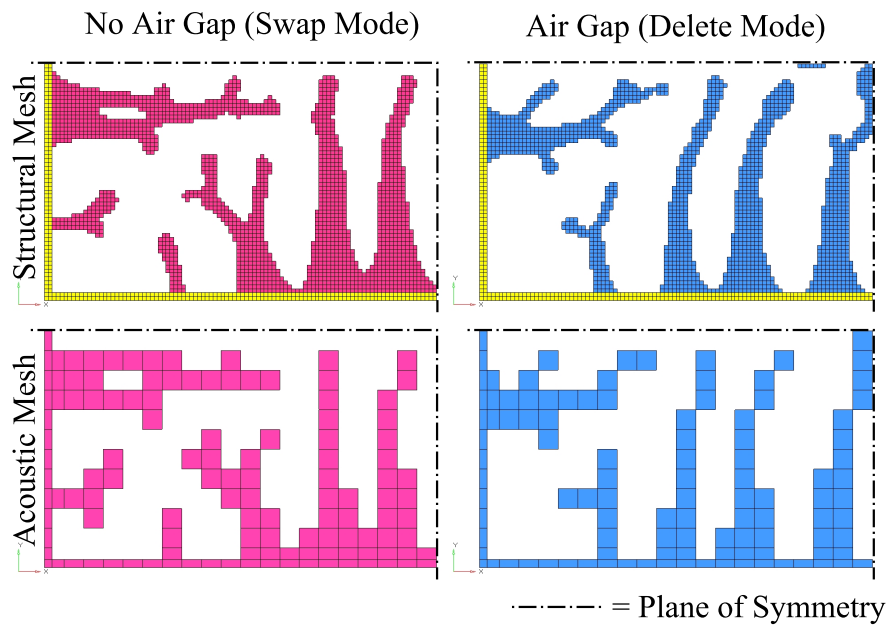 No Air Gap (Swap Mode)
Air Gap (Delete Mode)
Structural Mesh
Acoustic Mesh
Y
X
Y
X
Y
X
Y
X
= Plane of Symmetry